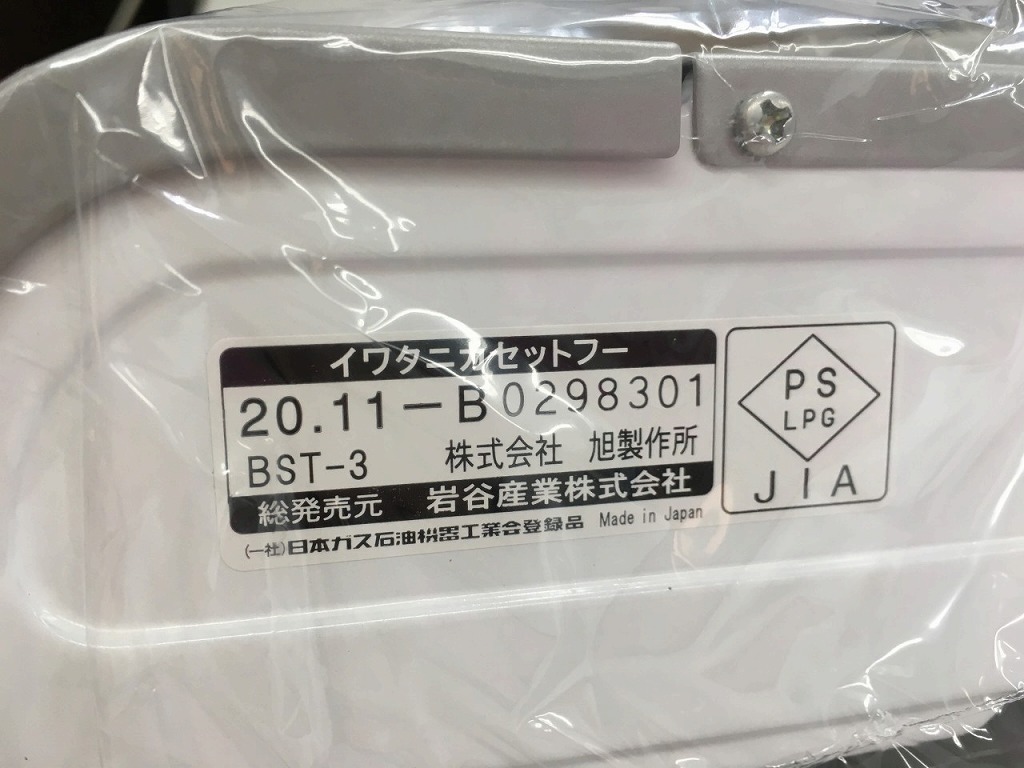 イワタニカセットフー
20.11-B0298301
BST-3 株式会社 旭製作所
総発売元 岩谷産業株式会社
(一社)日本ガス石油機器工業会登録品 Made in Japan
PS
LPG
JIA